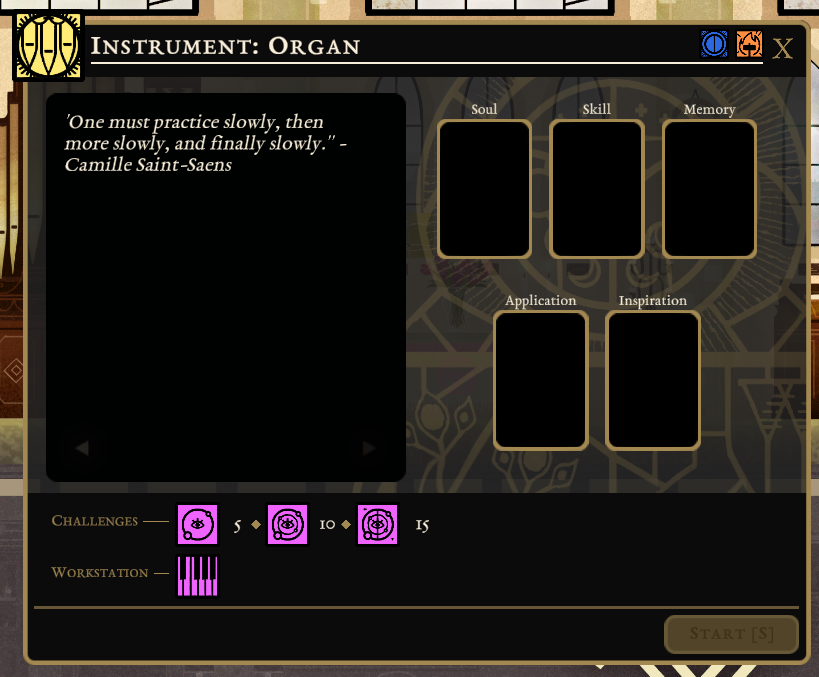 Instrument: Organ
X
'One must practice slowly, then
more slowly, and finally slowly.'' -
Camille Saint-Saens
Soul
Skill
Memory
Application
Inspiration
Challenges
5
10
15
Workstation
Start [S]